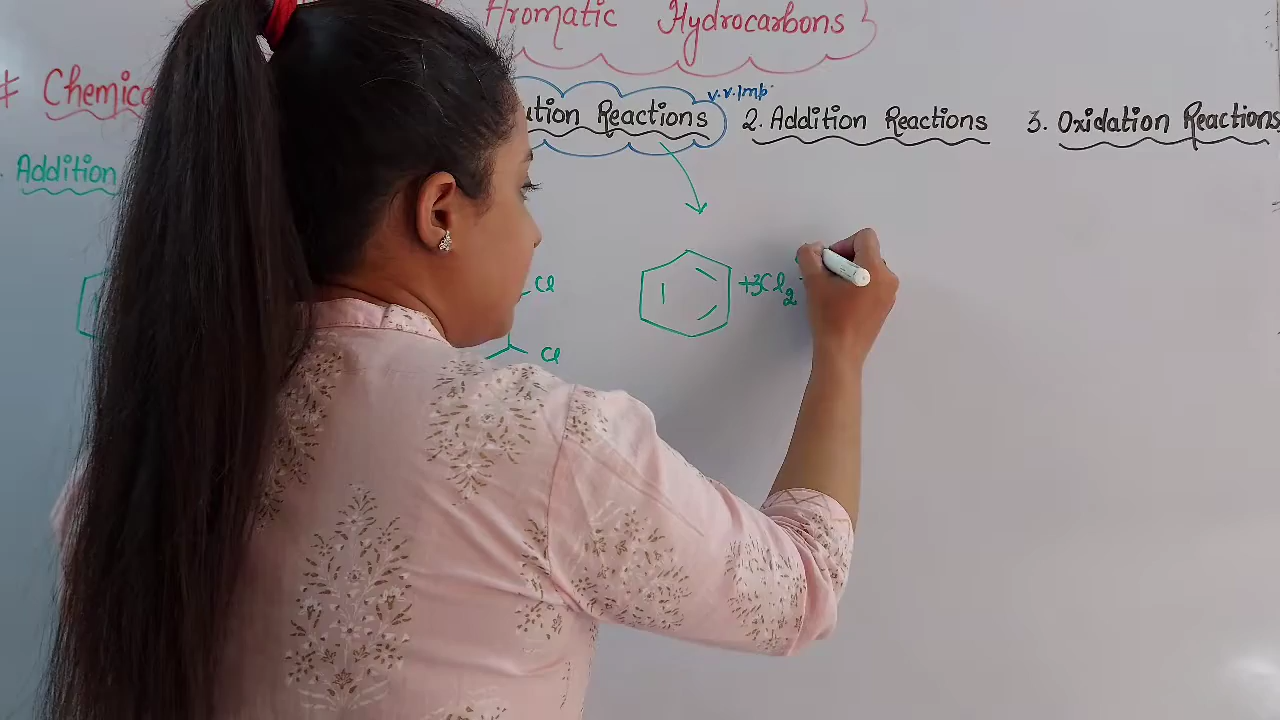 Aromatic Hydrocarbons
# Chemica
ution Reactions v.v.Imp. 2. Addition Reactions 3. Oxidation Reactions
Addition
Cl
+3Cl2
Cl